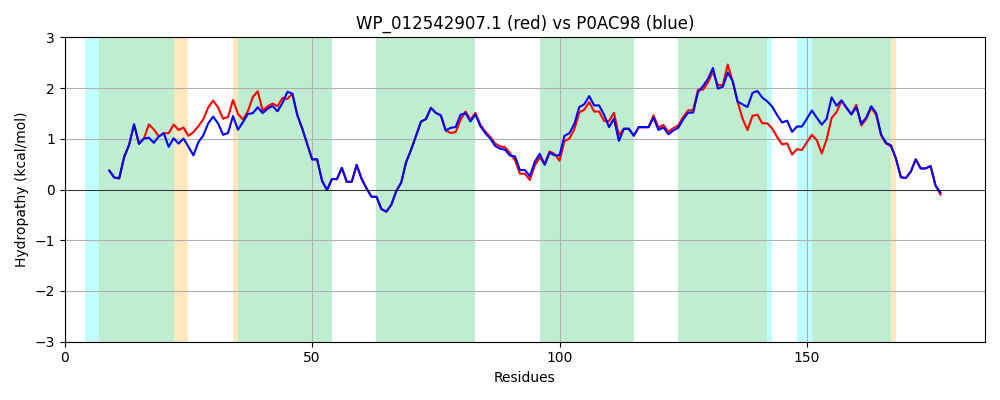 WP_012542907.1 (red) vs P0AC98 (blue)
3
2
1
0
−1
−2
−3
Hydropathy (kcal/mol)
0 50 100 150
Residues